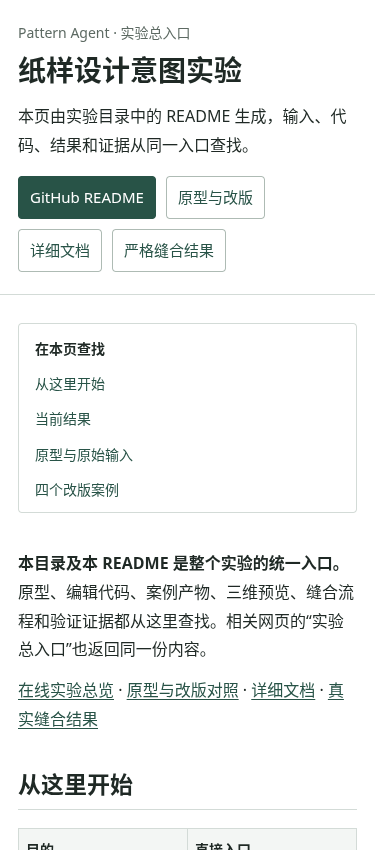 Pattern Agent · 实验总入口
纸样设计意图实验
本页由实验目录中的 README 生成，输入、代
码、结果和证据从同一入口查找。
GitHub README
原型与改版
详细文档
严格缝合结果
在本页查找
从这里开始
当前结果
原型与原始输入
四个改版案例
本目录及本 README 是整个实验的统一入口。
原型、编辑代码、案例产物、三维预览、缝合流
程和验证证据都从这里查找。相关网页的“实验
总入口”也返回同一份内容。
在线实验总览 · 原型与改版对照 · 详细文档 · 真
实缝合结果
从这里开始
目的
直接入口